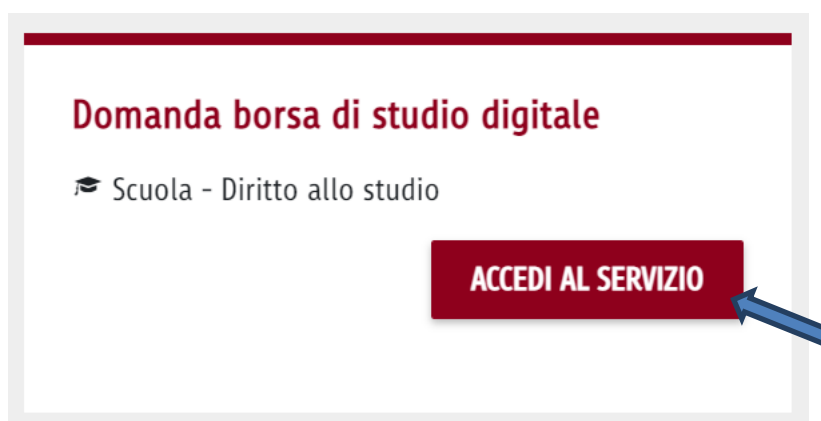 Domanda borsa di studio digitale
Scuola - Diritto allo studio
ACCEDI AL SERVIZIO